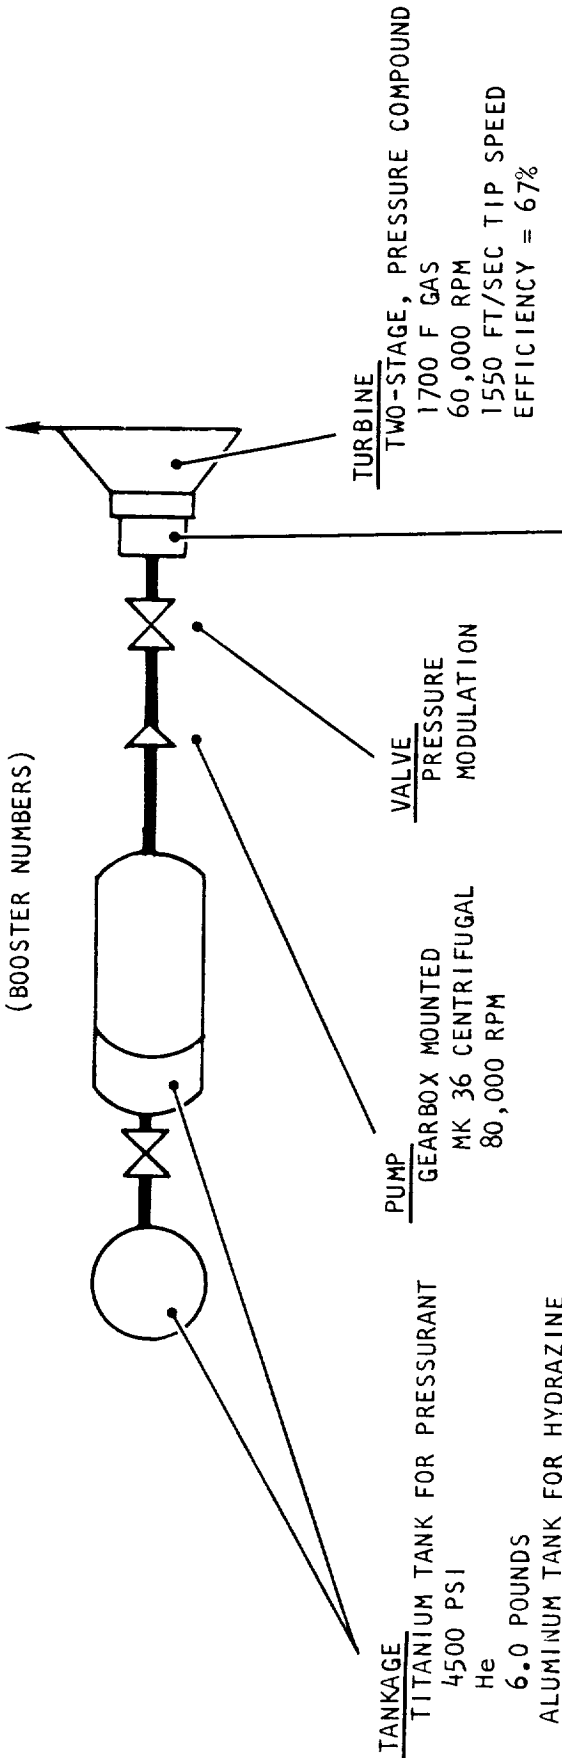 (BOOSTER NUMBERS)
TANKAGE
TITANIUM TANK FOR PRESSURANT
4500 PSI
He
6.0 POUNDS
ALUMINUM TANK FOR HYDRAZINE
PUMP
GEARBOX MOUNTED
MK 36 CENTRIFUGAL
80,000 RPM
VALVE
PRESSURE
MODULATION
TURBINE
TWO-STAGE, PRESSURE COMPOUND
1700 F GAS
60,000 RPM
1550 FT/SEC TIP SPEED
EFFICIENCY = 67%